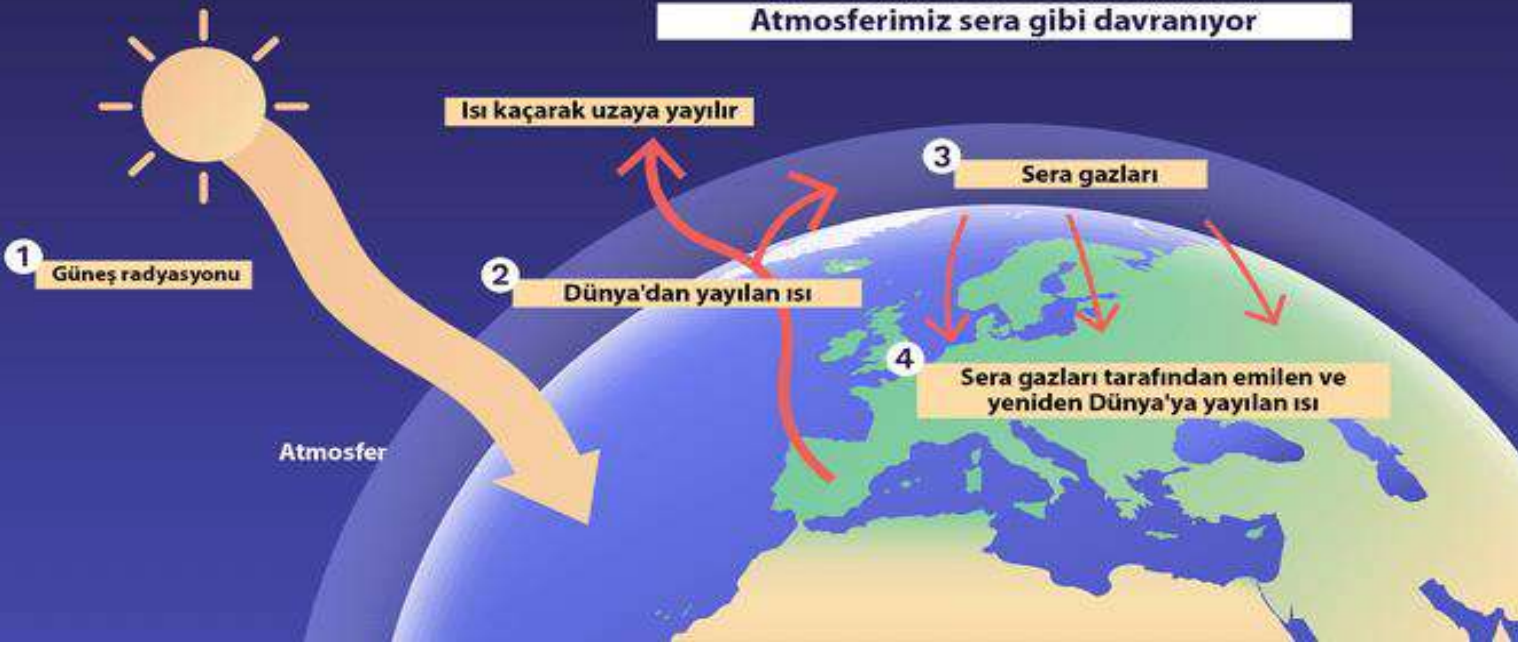 Atmosferimiz sera gibi davranıyor
Isı kaçarak uzaya yayılır
3
Sera gazları
1
Güneş radyasyonu
2
Dünya'dan yayılan ısı
4
Sera gazları tarafından emilen ve
yeniden Dünya'ya yayılan ısı
Atmosfer